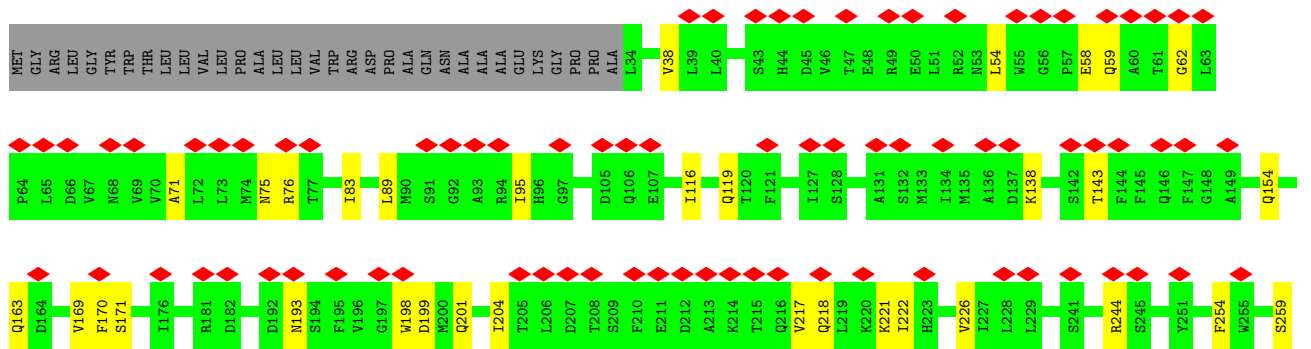 MET GLY ARG LEU GLY TYR TRP THR LEU LEU VAL LEU PRO ALA LEU LEU VAL TRP ARG ASP PRO ALA GLN ASN ALA ALA ALA GLU LYS GLY PRO PRO ALA L34 V38 L39 L40 S43 H44 D45 V46 T47 E48 R49 E50 L51 R52 N53 L54 W55 G56 P57 E58 Q59 A60 T61 G62 L63
P64 L65 D66 V67 N68 V69 V70 A71 L72 L73 M74 N75 R76 T77 I83 L89 M90 S91 G92 A93 R94 I95 H96 G97 D105 Q106 E107 I116 Q119 T120 F121 I127 S128 A131 S132 M133 I134 M135 A136 D137 K138 S142 T143 F144 F145 Q146 F147 G148 A149 Q154
Q163 D164 V169 F170 S171 I176 R181 D182 D192 N193 S194 F195 V196 G197 W198 D199 M200 Q201 I204 T205 L206 D207 T208 S209 F210 E211 D212 A213 K214 T215 Q216 V217 Q218 L219 K220 K221 I222 H223 V226 I227 L228 L229 S241 R244 S245 Y251 F254 W255 S259